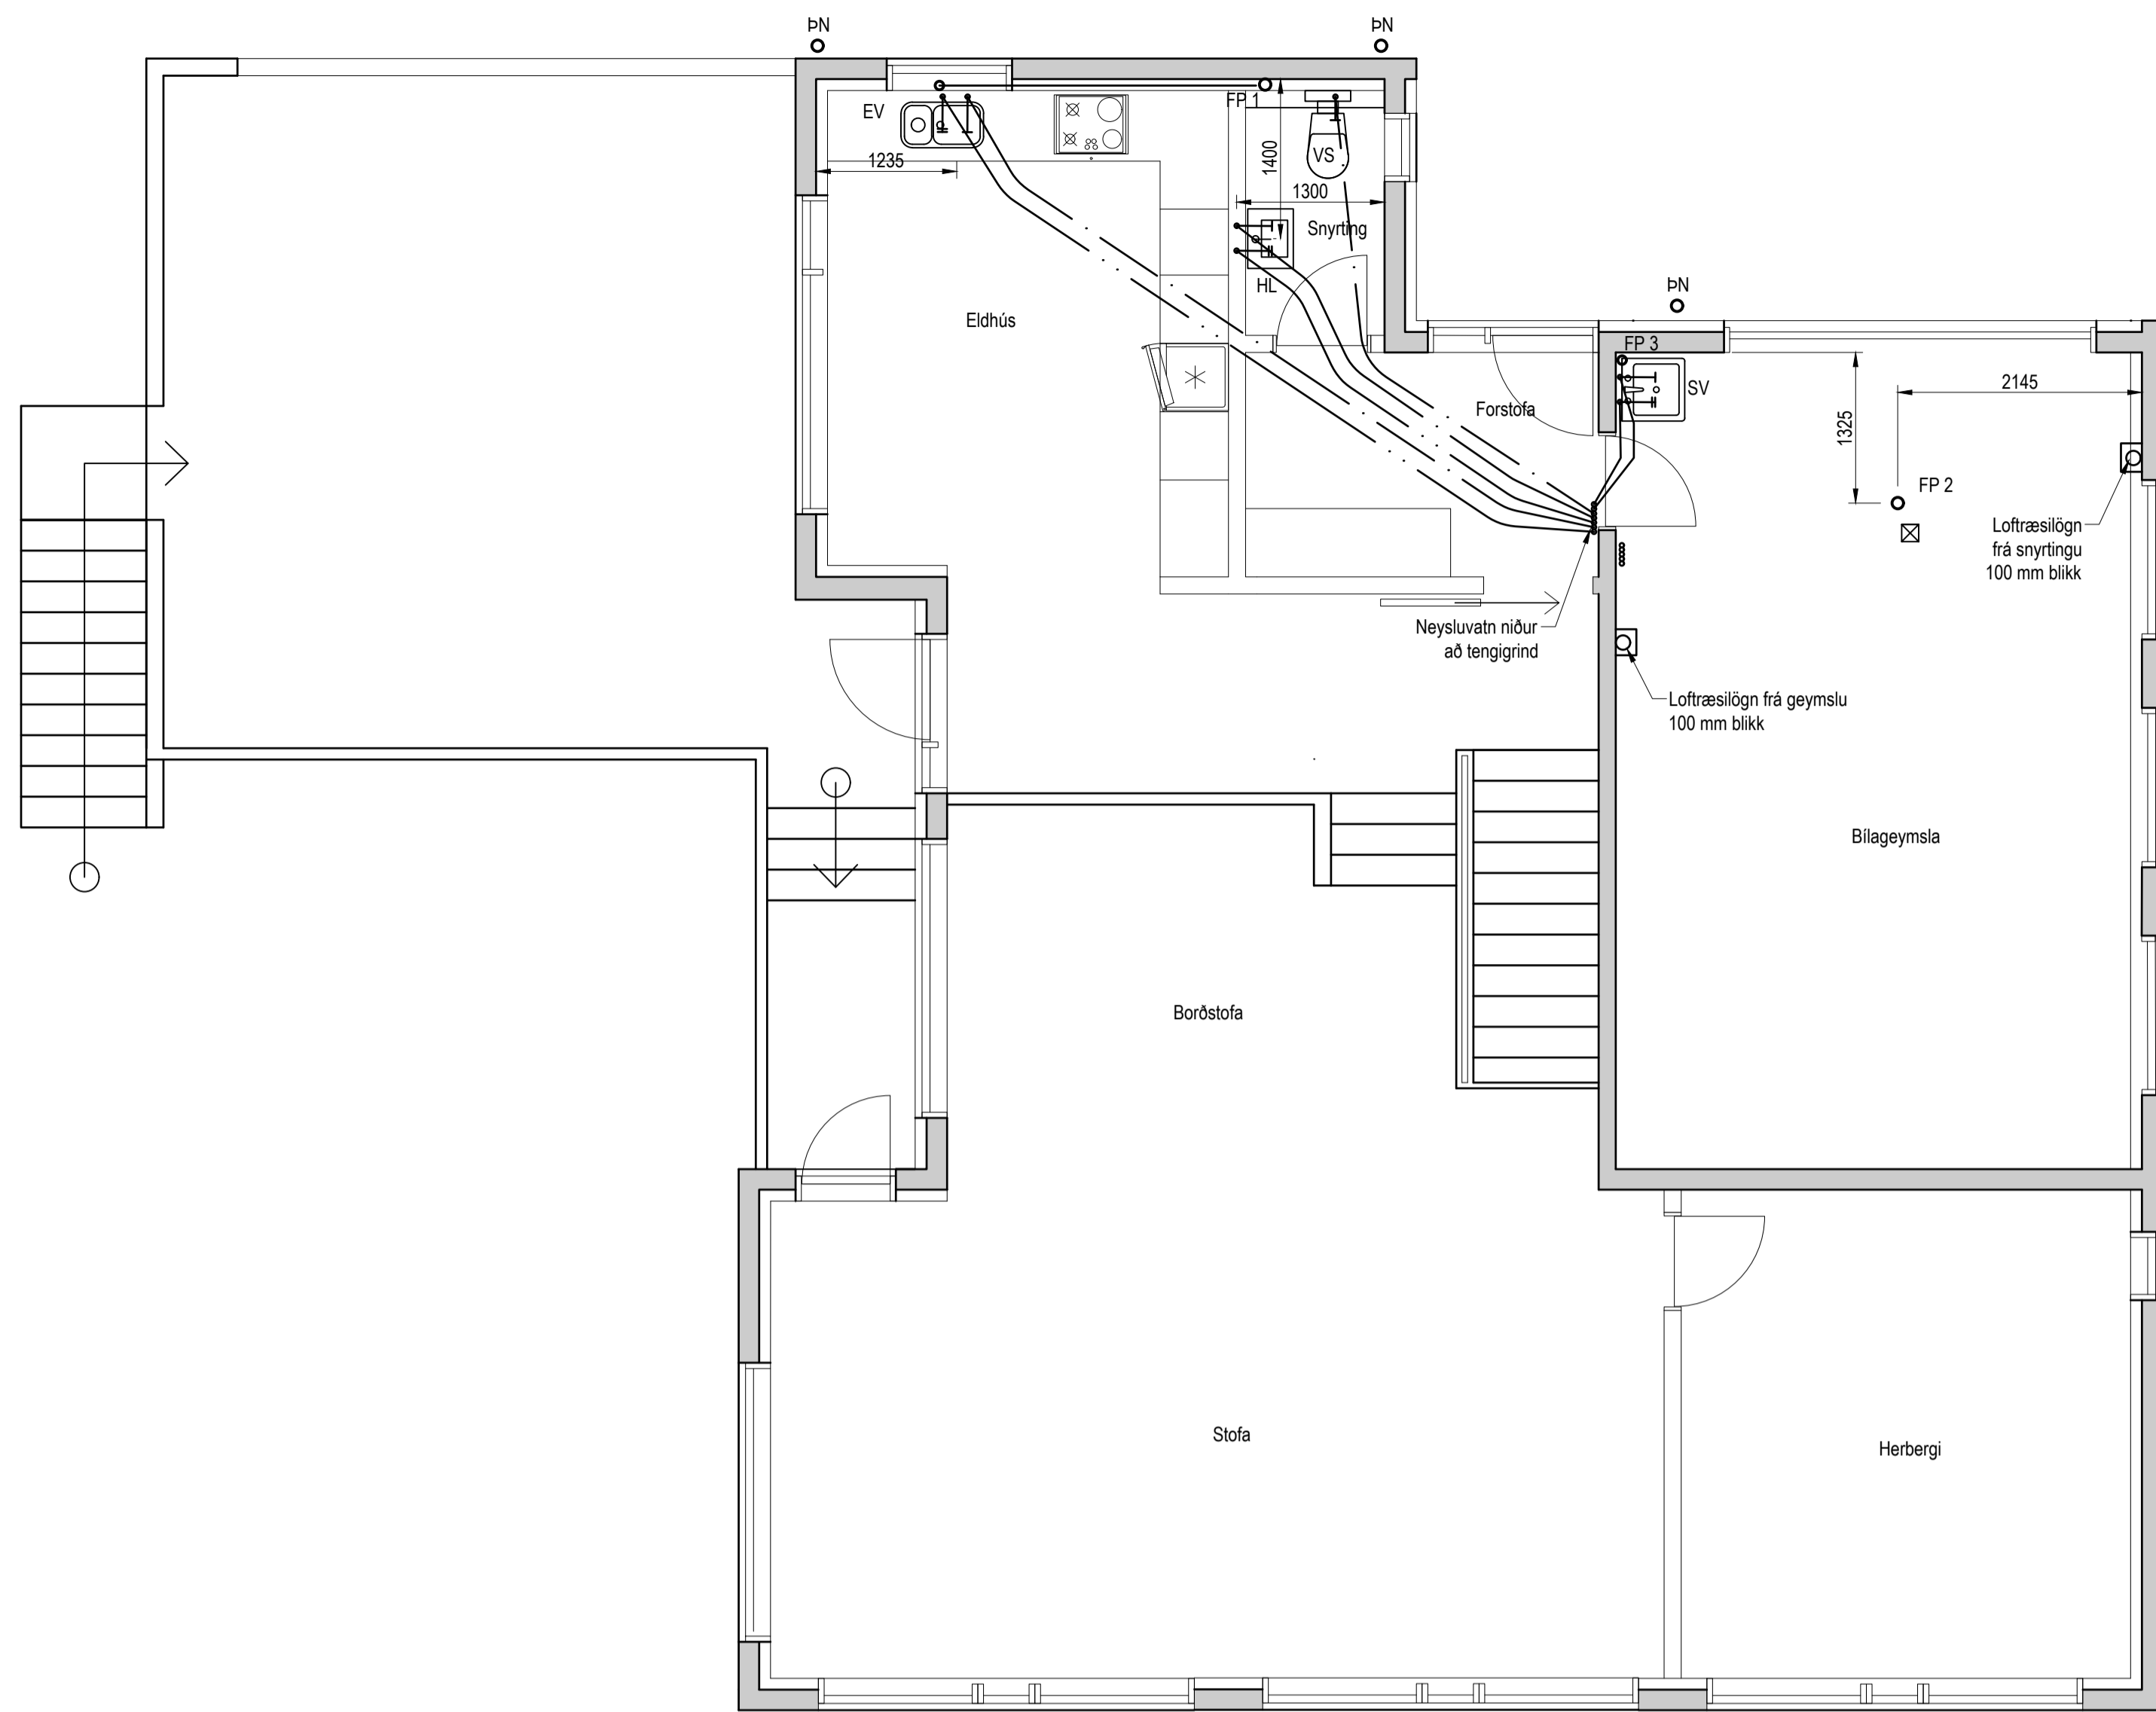 ÞN
ÞN
EV
FP 1
VS
1235
1400
1300
Snyrting
HL
ÞN
Eldhús
FP 3
SV
2145
Forstofa
1325
FP 2
Loftræsilögn
frá snyrtingu
100 mm blikk
Neysluvatn niður
að tengigrind
Loftræsilögn frá geymslu
100 mm blikk
Bílageymsla
Borðstofa
Stofa
Herbergi